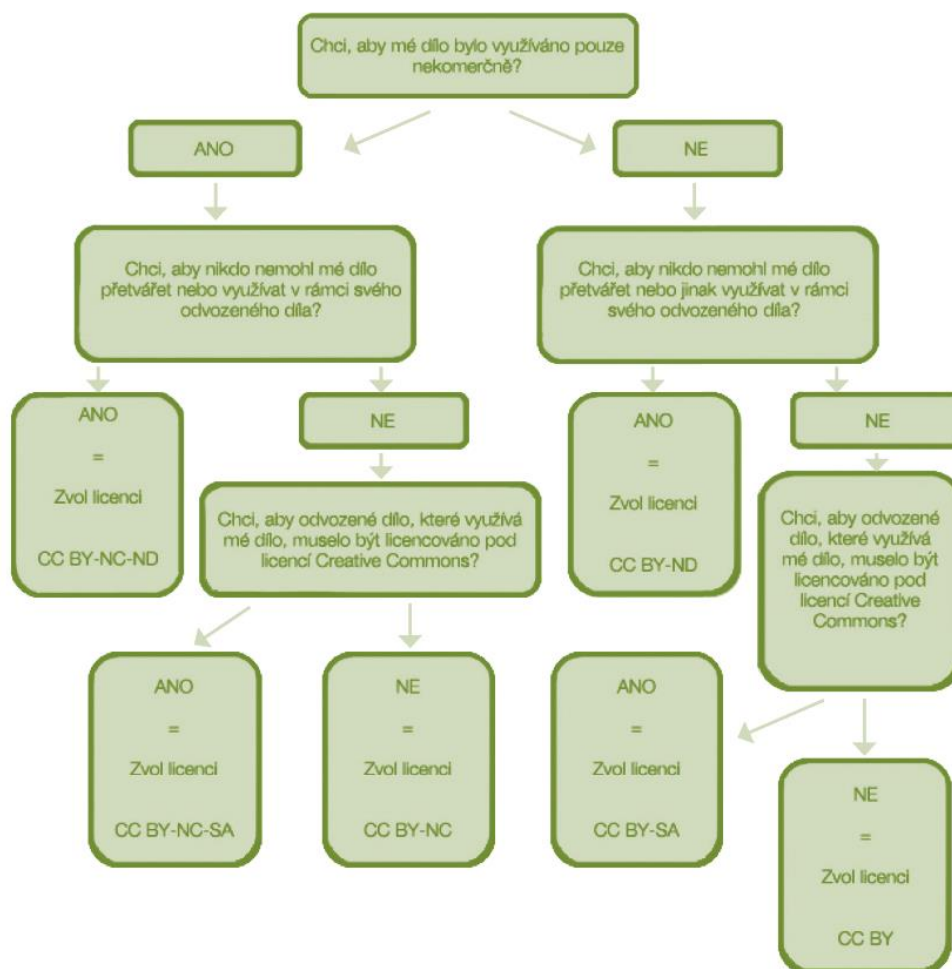 Chci, aby mé dílo bylo využíváno pouze
nekomerčně?
ANO
NE
Chci, aby nikdo nemohl mé dílo
přetvářet nebo využívat v rámci svého
odvozeného díla?
Chci, aby nikdo nemohl mé dílo
přetvářet nebo jinak využívat v rámci
svého odvozeného díla?
ANO
=
Zvol licenci
CC BY-NC-ND
NE
ANO
=
Zvol licenci
CC BY-ND
NE
Chci, aby odvozené dílo, které využívá
mé dílo, muselo být licencováno pod
licencí Creative Commons?
Chci, aby odvozené
dílo, které využívá
mé dílo, muselo být
licencováno pod
licencí Creative
Commons?
ANO
=
Zvol licenci
CC BY-NC-SA
NE
=
Zvol licenci
CC BY-NC
ANO
=
Zvol licenci
CC BY-SA
NE
=
Zvol licenci
CC BY